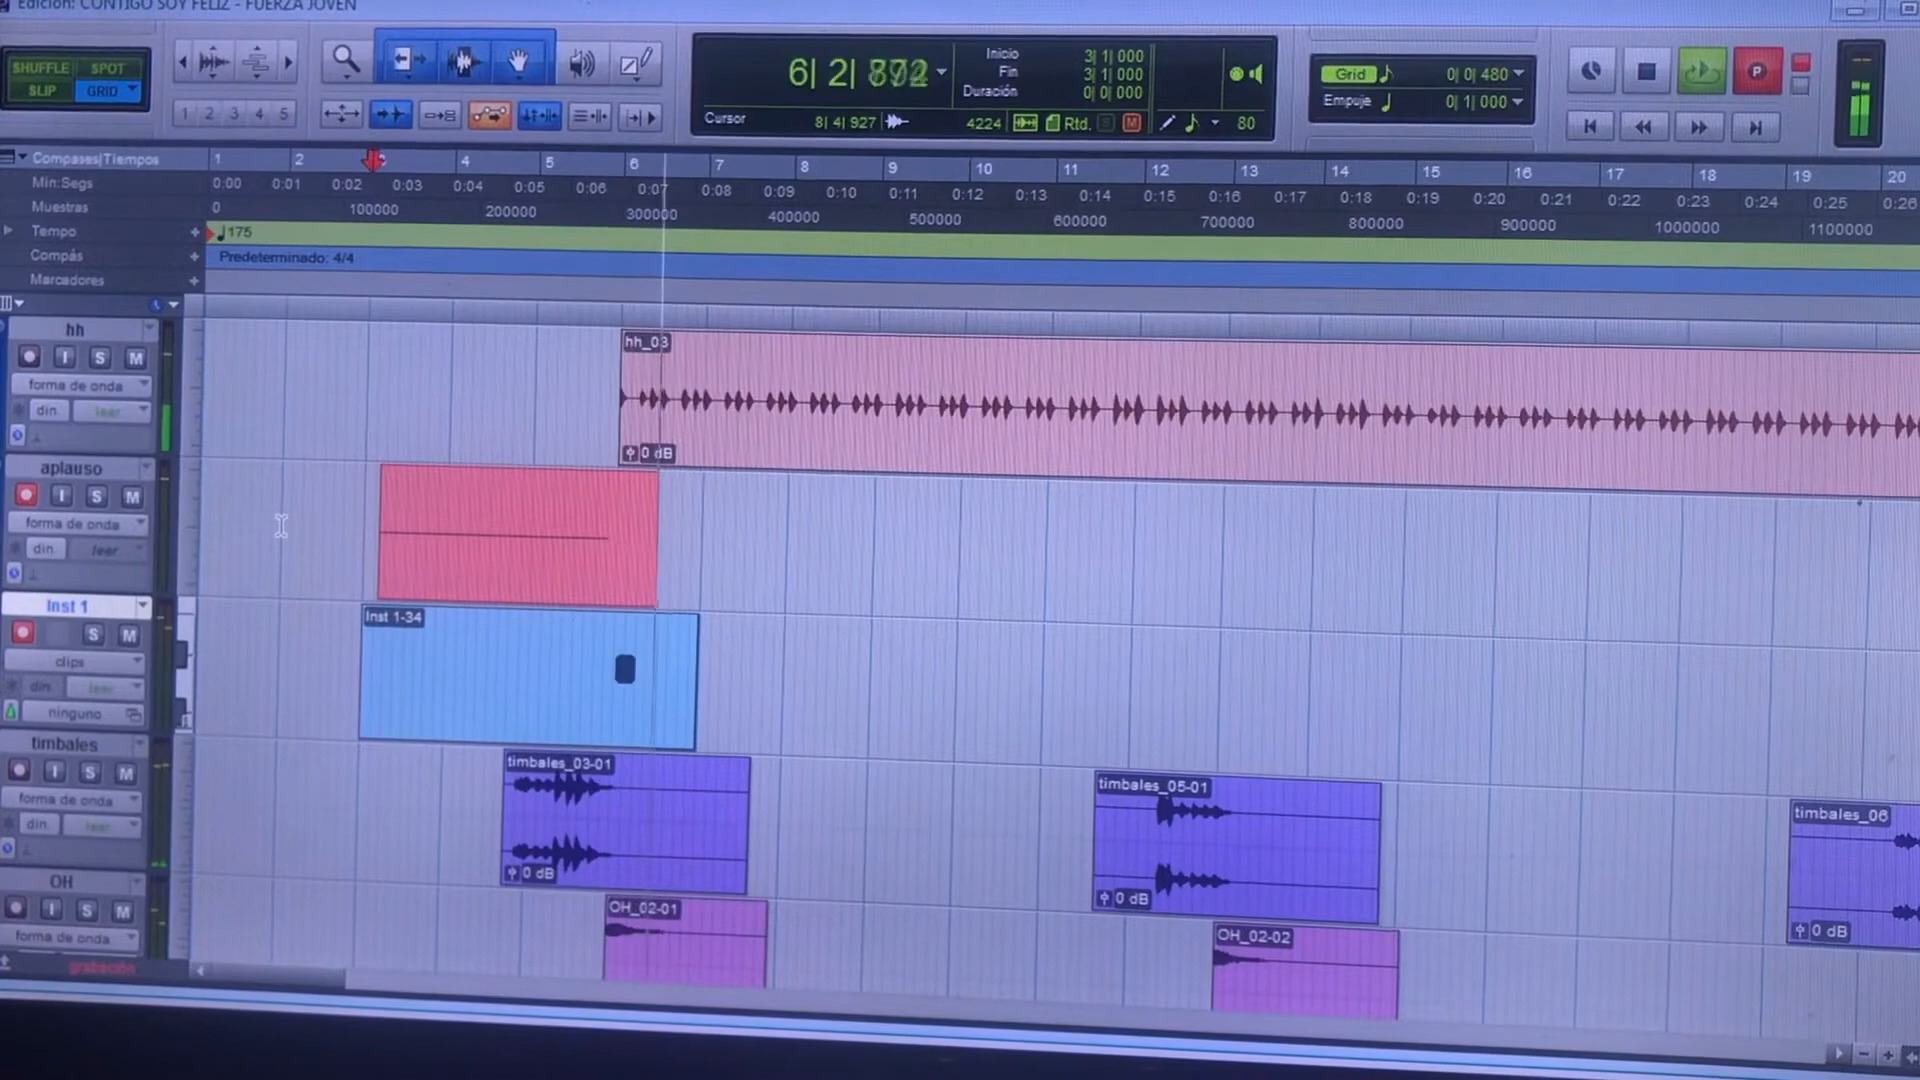 Edición: CONTIGO SOY FELIZ - FUERZA JOVEN
SHUFFLE SPOT
SLIP GRID
1 2 3 4 5
6| 2|
Inicio 3| 1| 000
Fin 3| 1| 000
Duración 0| 0| 000
Cursor 8| 4| 927
4224 Rtd. S M 80
Grid 0| 0| 480
Empuje 0| 1| 000
P
Compases|Tiempos 1 2 3 4 5 6 7 8 9 10 11 12 13 14 15 16 17 18 19 20
Min:Segs 0:00 0:01 0:02 0:03 0:04 0:05 0:06 0:07 0:08 0:09 0:10 0:11 0:12 0:13 0:14 0:15 0:16 0:17 0:18 0:19 0:20 0:21 0:22 0:23 0:24 0:25 0:26
Muestras 0 100000 200000 300000 400000 500000 600000 700000 800000 900000 1000000 1100000
Tempo + 175
Compás + Predeterminado: 4/4
Marcadores +
hh
I S M
forma de onda
din. leer
hh_03
0 dB
aplauso
I S M
forma de onda
din. leer
Inst 1
S M
clips
din. leer
ninguno
Inst 1-34
timbales
I S M
forma de onda
din. leer
timbales_03-01
0 dB
timbales_05-01
0 dB
timbales_06
0 dB
OH
I S M
forma de onda
OH_02-01
OH_02-02
grabación